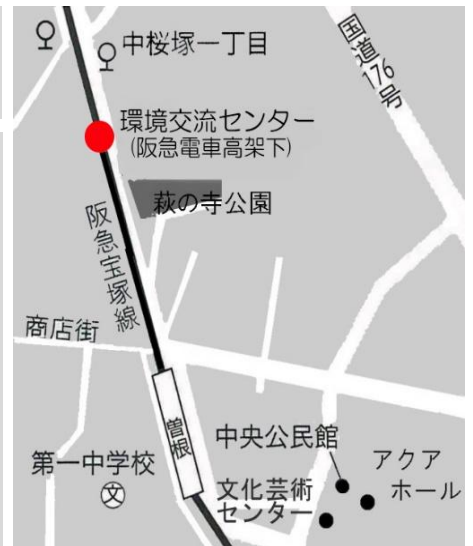 中桜塚一丁目
国道176号
環境交流センター
(阪急電車高架下)
萩の寺公園
阪急宝塚線
商店街
曽根
中央公民館
アクア
ホール
第一中学校
文
文化芸術
センター